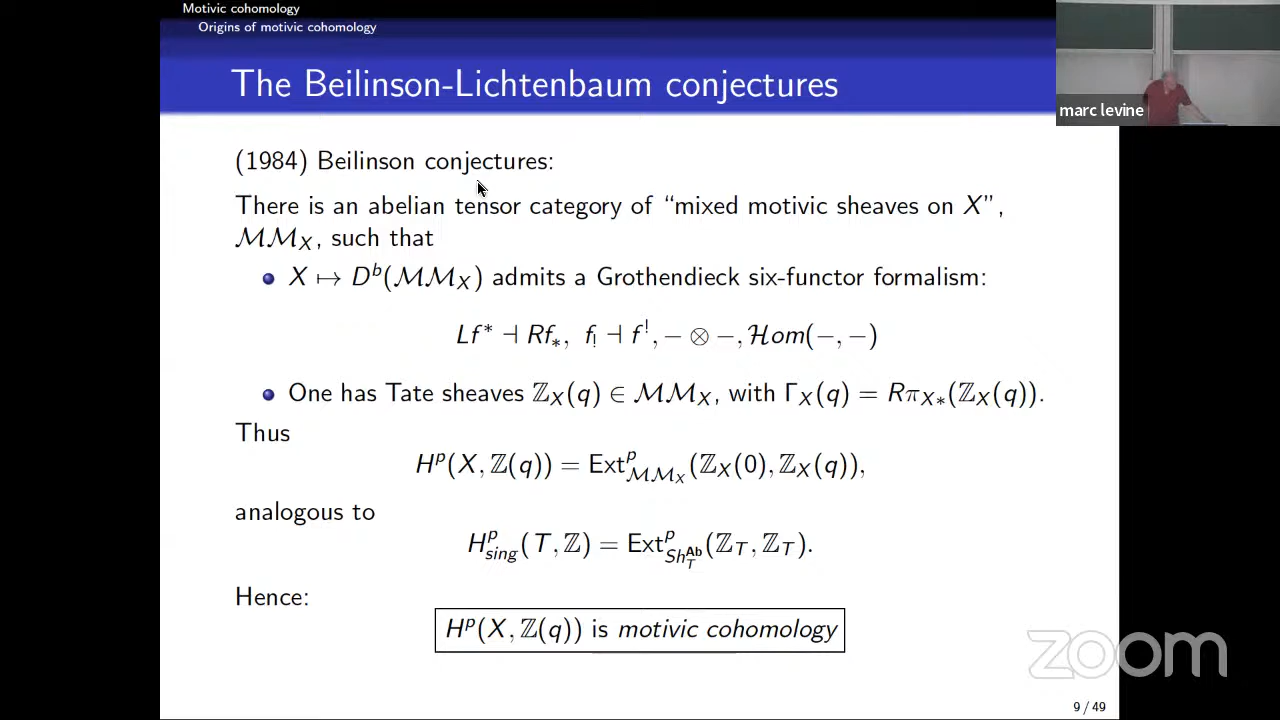 Motivic cohomology
Origins of motivic cohomology
The Beilinson-Lichtenbaum conjectures
marc levine
(1984) Beilinson conjectures:
There is an abelian tensor category of “mixed motivic sheaves on X”,
ℳℳ_X, such that
X ↦ D^b(ℳℳ_X) admits a Grothendieck six-functor formalism:
Lf^* ⊣ Rf_*, f_! ⊣ f^!, − ⊗ −, ℋom(−, −)
One has Tate sheaves ℤ_X(q) ∈ ℳℳ_X, with Γ_X(q) = Rπ_{X*}(ℤ_X(q)).
Thus
H^p(X, ℤ(q)) = Ext^p_{ℳℳ_X}(ℤ_X(0), ℤ_X(q)),
analogous to
H^p_{sing}(T, ℤ) = Ext^p_{Sh^{Ab}_T}(ℤ_T, ℤ_T).
Hence:
H^p(X, ℤ(q)) is motivic cohomology
zoom
9 / 49